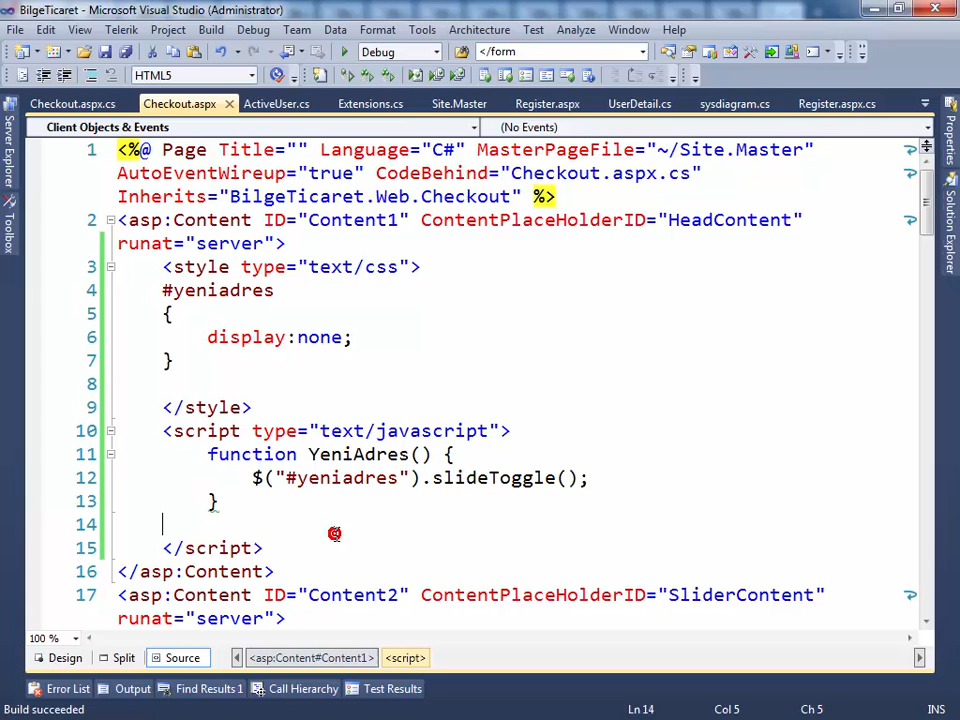 BilgeTicaret - Microsoft Visual Studio (Administrator)
File Edit View Telerik Project Build Debug Team Data Format Tools Architecture Test Analyze Window Help
Debug </form
HTML5
Checkout.aspx.cs Checkout.aspx ActiveUser.cs Extensions.cs Site.Master Register.aspx UserDetail.cs sysdiagram.cs Register.aspx.cs
Client Objects & Events (No Events)
Server Explorer
Toolbox
Properties
Solution Explorer
1 <%@ Page Title="" Language="C#" MasterPageFile="~/Site.Master"
AutoEventWireup="true" CodeBehind="Checkout.aspx.cs"
Inherits="BilgeTicaret.Web.Checkout" %>
2 <asp:Content ID="Content1" ContentPlaceHolderID="HeadContent"
runat="server">
3 <style type="text/css">
4 #yeniadres
5 {
6 display:none;
7 }
8
9 </style>
10 <script type="text/javascript">
11 function YeniAdres() {
12 $("#yeniadres").slideToggle();
13 }
14
15 </script>
16 </asp:Content>
17 <asp:Content ID="Content2" ContentPlaceHolderID="SliderContent"
runat="server">
100 %
Design Split Source <asp:Content#Content1> <script>
Error List Output Find Results 1 Call Hierarchy Test Results
Build succeeded Ln 14 Col 5 Ch 5 INS